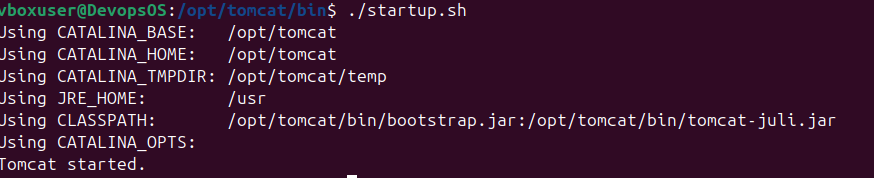 vboxuser@DevopsOS:/opt/tomcat/bin$ ./startup.sh
Using CATALINA_BASE:   /opt/tomcat
Using CATALINA_HOME:   /opt/tomcat
Using CATALINA_TMPDIR: /opt/tomcat/temp
Using JRE_HOME:        /usr
Using CLASSPATH:       /opt/tomcat/bin/bootstrap.jar:/opt/tomcat/bin/tomcat-juli.jar
Using CATALINA_OPTS:
Tomcat started.